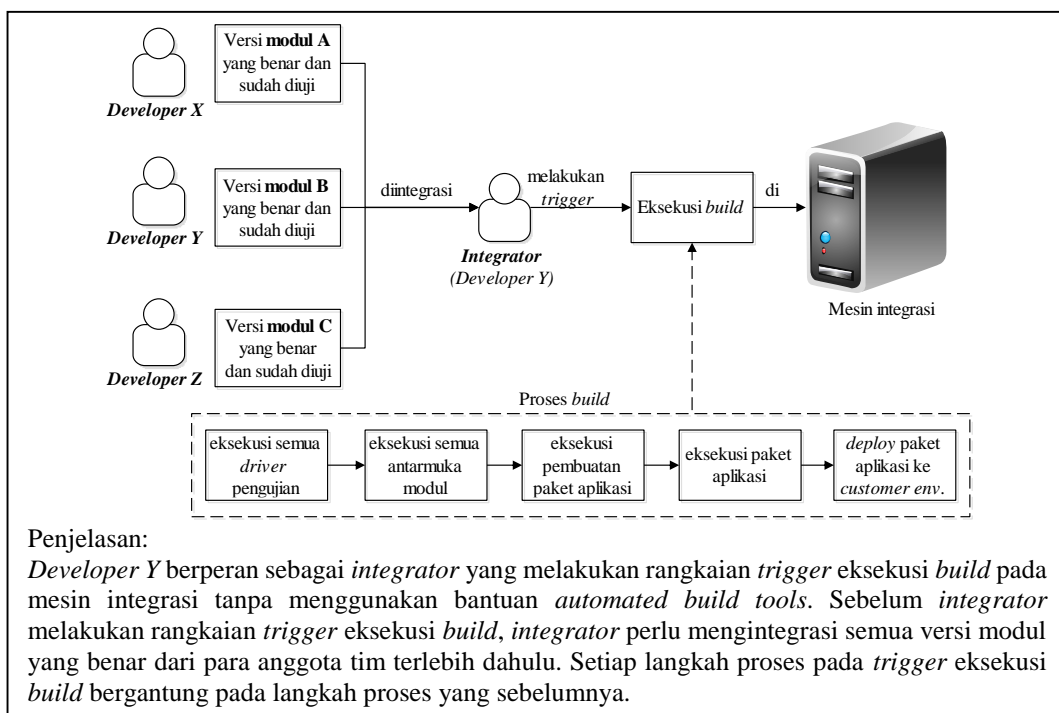 Versi modul A
yang benar dan
sudah diuji
Developer X
Versi modul B
yang benar dan
sudah diuji
Developer Y
Versi modul C
yang benar
dan sudah diuji
Developer Z
diintegrasi
Integrator
(Developer Y)
melakukan
trigger
Eksekusi build
di
Mesin integrasi
Proses build
eksekusi semua
driver
pengujian
eksekusi semua
antarmuka
modul
eksekusi
pembuatan
paket aplikasi
eksekusi paket
aplikasi
deploy paket
aplikasi ke
customer env.
Penjelasan:
Developer Y berperan sebagai integrator yang melakukan rangkaian trigger eksekusi build pada
mesin integrasi tanpa menggunakan bantuan automated build tools. Sebelum integrator
melakukan rangkaian trigger eksekusi build, integrator perlu mengintegrasi semua versi modul
yang benar dari para anggota tim terlebih dahulu. Setiap langkah proses pada trigger eksekusi
build bergantung pada langkah proses yang sebelumnya.